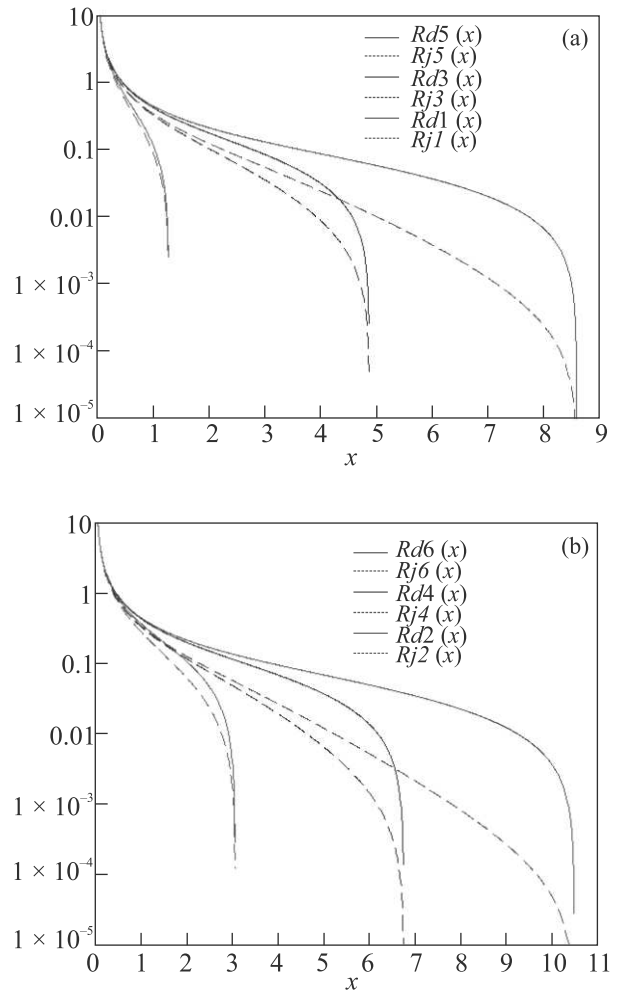 10
(a)
Rd5 (x)
Rj5 (x)
Rd3 (x)
Rj3 (x)
Rd1 (x)
Rj1 (x)
1
0.1
0.01
1 × 10⁻³
1 × 10⁻⁴
1 × 10⁻⁵
0 1 2 3 4 5 6 7 8 9
x
10
(b)
Rd6 (x)
Rj6 (x)
Rd4 (x)
Rj4 (x)
Rd2 (x)
Rj2 (x)
1
0.1
0.01
1 × 10⁻³
1 × 10⁻⁴
1 × 10⁻⁵
0 1 2 3 4 5 6 7 8 9 10 11
x